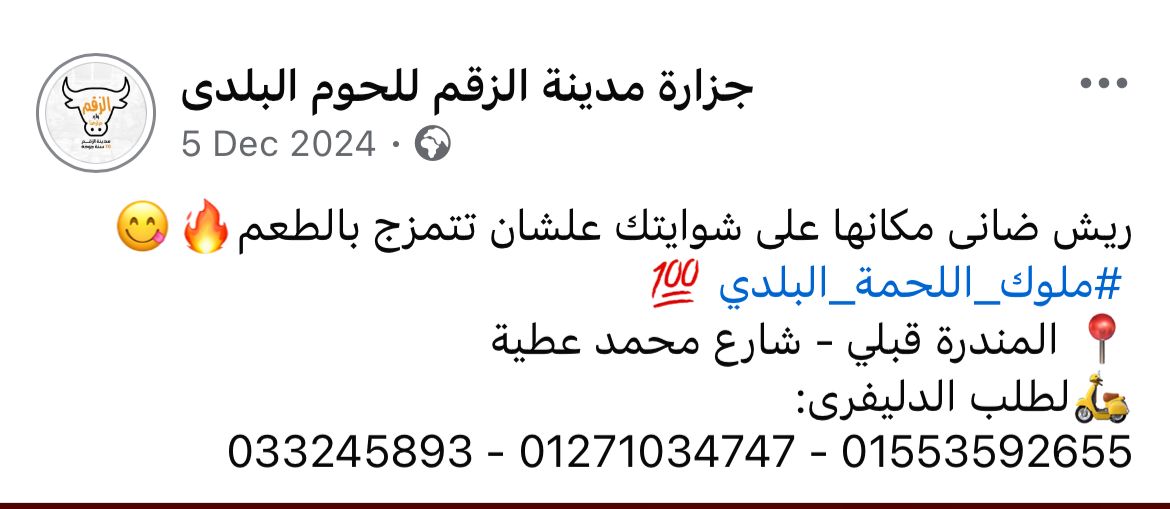 جزارة مدينة الزقم للحوم البلدى
5 Dec 2024 ·
ريش ضانى مكانها على شوايتك علشان تتمزج بالطعم🔥😋
#ملوك_اللحمة_البلدي 💯
📍 المندرة قبلي - شارع محمد عطية
🛵لطلب الدليفرى:
01553592655 - 01271034747 - 033245893
الزقم